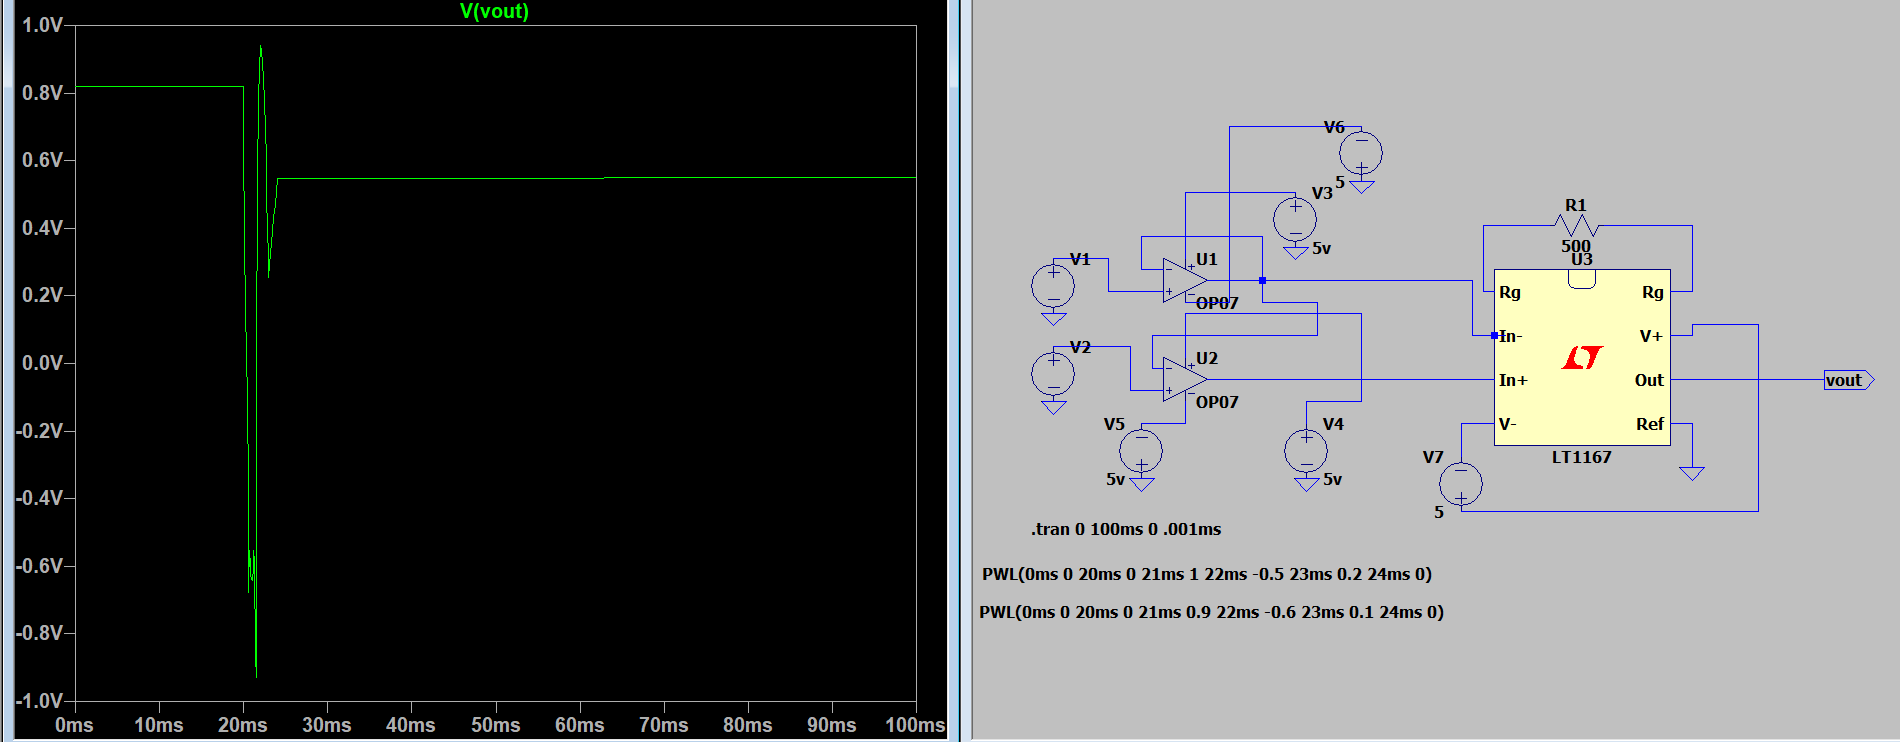 V(vout)
1.0V
0.8V
0.6V
0.4V
0.2V
0.0V
-0.2V
-0.4V
-0.6V
-0.8V
-1.0V
0ms 10ms 20ms 30ms 40ms 50ms 60ms 70ms 80ms 90ms 100ms
V6
5
V3
5v
R1
500
U3
V1
U1
OP07
V2
U2
OP07
V5
5v
V4
5v
Rg Rg
In- V+
In+ Out
V- Ref
LT1167
vout
V7
5
.tran 0 100ms 0 .001ms
PWL(0ms 0 20ms 0 21ms 1 22ms -0.5 23ms 0.2 24ms 0)
PWL(0ms 0 20ms 0 21ms 0.9 22ms -0.6 23ms 0.1 24ms 0)